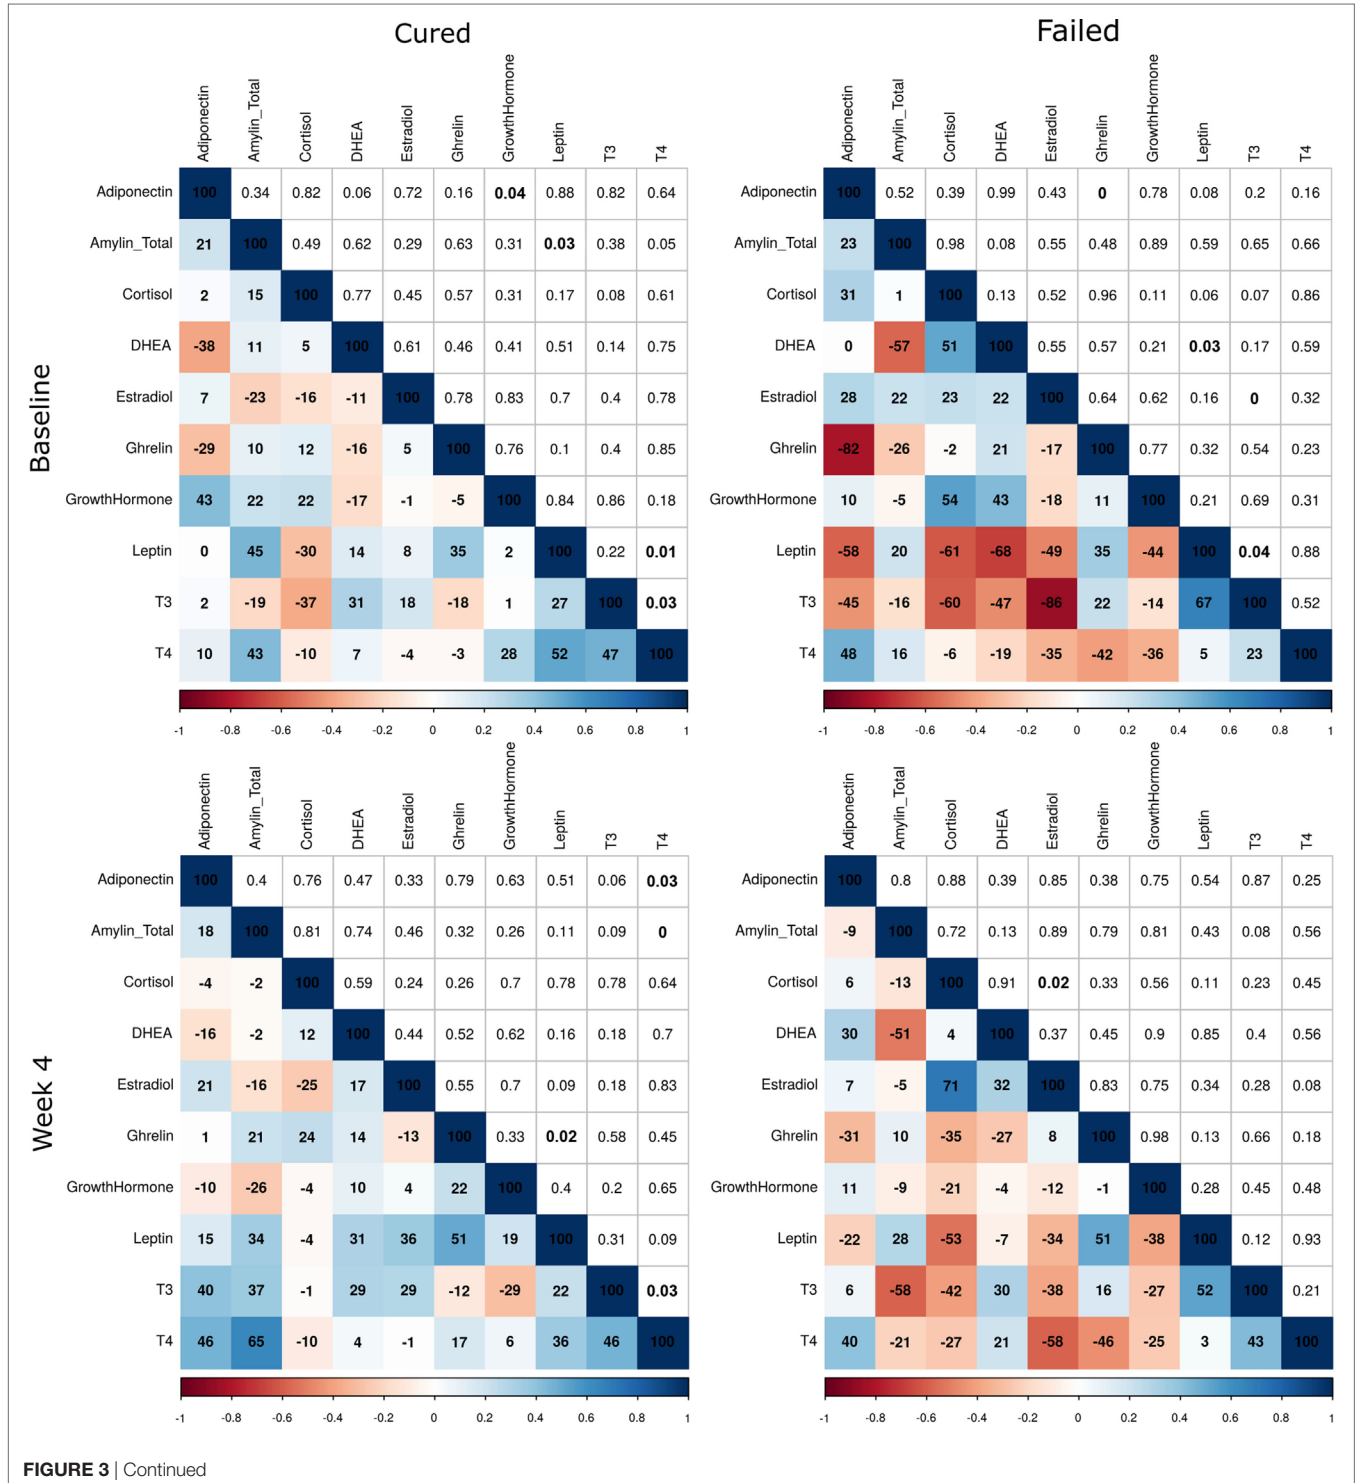 Cured
Failed
Adiponectin Amylin_Total Cortisol DHEA Estradiol Ghrelin GrowthHormone Leptin T3 T4
Adiponectin 100 0.34 0.82 0.06 0.72 0.16 0.04 0.88 0.82 0.64
Amylin_Total 21 100 0.49 0.62 0.29 0.63 0.31 0.03 0.38 0.05
Cortisol 2 15 100 0.77 0.45 0.57 0.31 0.17 0.08 0.61
DHEA -38 11 5 100 0.61 0.46 0.41 0.51 0.14 0.75
Estradiol 7 -23 -16 -11 100 0.78 0.83 0.7 0.4 0.78
Ghrelin -29 10 12 -16 5 100 0.76 0.1 0.4 0.85
GrowthHormone 43 22 22 -17 -1 -5 100 0.84 0.86 0.18
Leptin 0 45 -30 14 8 35 2 100 0.22 0.01
T3 2 -19 -37 31 18 -18 1 27 100 0.03
T4 10 43 -10 7 -4 -3 28 52 47 100
-1 -0.8 -0.6 -0.4 -0.2 0 0.2 0.4 0.6 0.8 1
Adiponectin Amylin_Total Cortisol DHEA Estradiol Ghrelin GrowthHormone Leptin T3 T4
Adiponectin 100 0.52 0.39 0.99 0.43 0 0.78 0.08 0.2 0.16
Amylin_Total 23 100 0.98 0.08 0.55 0.48 0.89 0.59 0.65 0.66
Cortisol 31 1 100 0.13 0.52 0.96 0.11 0.06 0.07 0.86
DHEA 0 -57 51 100 0.55 0.57 0.21 0.03 0.17 0.59
Estradiol 28 22 23 22 100 0.64 0.62 0.16 0 0.32
Ghrelin -82 -26 -2 21 -17 100 0.77 0.32 0.54 0.23
GrowthHormone 10 -5 54 43 -18 11 100 0.21 0.69 0.31
Leptin -58 20 -61 -68 -49 35 -44 100 0.04 0.88
T3 -45 -16 -60 -47 -86 22 -14 67 100 0.52
T4 48 16 -6 -19 -35 -42 -36 5 23 100
-1 -0.8 -0.6 -0.4 -0.2 0 0.2 0.4 0.6 0.8 1
Baseline
Adiponectin Amylin_Total Cortisol DHEA Estradiol Ghrelin GrowthHormone Leptin T3 T4
Adiponectin 100 0.4 0.76 0.47 0.33 0.79 0.63 0.51 0.06 0.03
Amylin_Total 18 100 0.81 0.74 0.46 0.32 0.26 0.11 0.09 0
Cortisol -4 -2 100 0.59 0.24 0.26 0.7 0.78 0.78 0.64
DHEA -16 -2 12 100 0.44 0.52 0.62 0.16 0.18 0.7
Estradiol 21 -16 -25 17 100 0.55 0.7 0.09 0.18 0.83
Ghrelin 1 21 24 14 -13 100 0.33 0.02 0.58 0.45
GrowthHormone -10 -26 -4 10 4 22 100 0.4 0.2 0.65
Leptin 15 34 -4 31 36 51 19 100 0.31 0.09
T3 40 37 -1 29 29 -12 -29 22 100 0.03
T4 46 65 -10 4 -1 17 6 36 46 100
-1 -0.8 -0.6 -0.4 -0.2 0 0.2 0.4 0.6 0.8 1
Adiponectin Amylin_Total Cortisol DHEA Estradiol Ghrelin GrowthHormone Leptin T3 T4
Adiponectin 100 0.8 0.88 0.39 0.85 0.38 0.75 0.54 0.87 0.25
Amylin_Total -9 100 0.72 0.13 0.89 0.79 0.81 0.43 0.08 0.56
Cortisol 6 -13 100 0.91 0.02 0.33 0.56 0.11 0.23 0.45
DHEA 30 -51 4 100 0.37 0.45 0.9 0.85 0.4 0.56
Estradiol 7 -5 71 32 100 0.83 0.75 0.34 0.28 0.08
Ghrelin -31 10 -35 -27 8 100 0.98 0.13 0.66 0.18
GrowthHormone 11 -9 -21 -4 -12 -1 100 0.28 0.45 0.48
Leptin -22 28 -53 -7 -34 51 -38 100 0.12 0.93
T3 6 -58 -42 30 -38 16 -27 52 100 0.21
T4 40 -21 -27 21 -58 -46 -25 3 43 100
-1 -0.8 -0.6 -0.4 -0.2 0 0.2 0.4 0.6 0.8 1
Week 4
FIGURE 3 | Continued